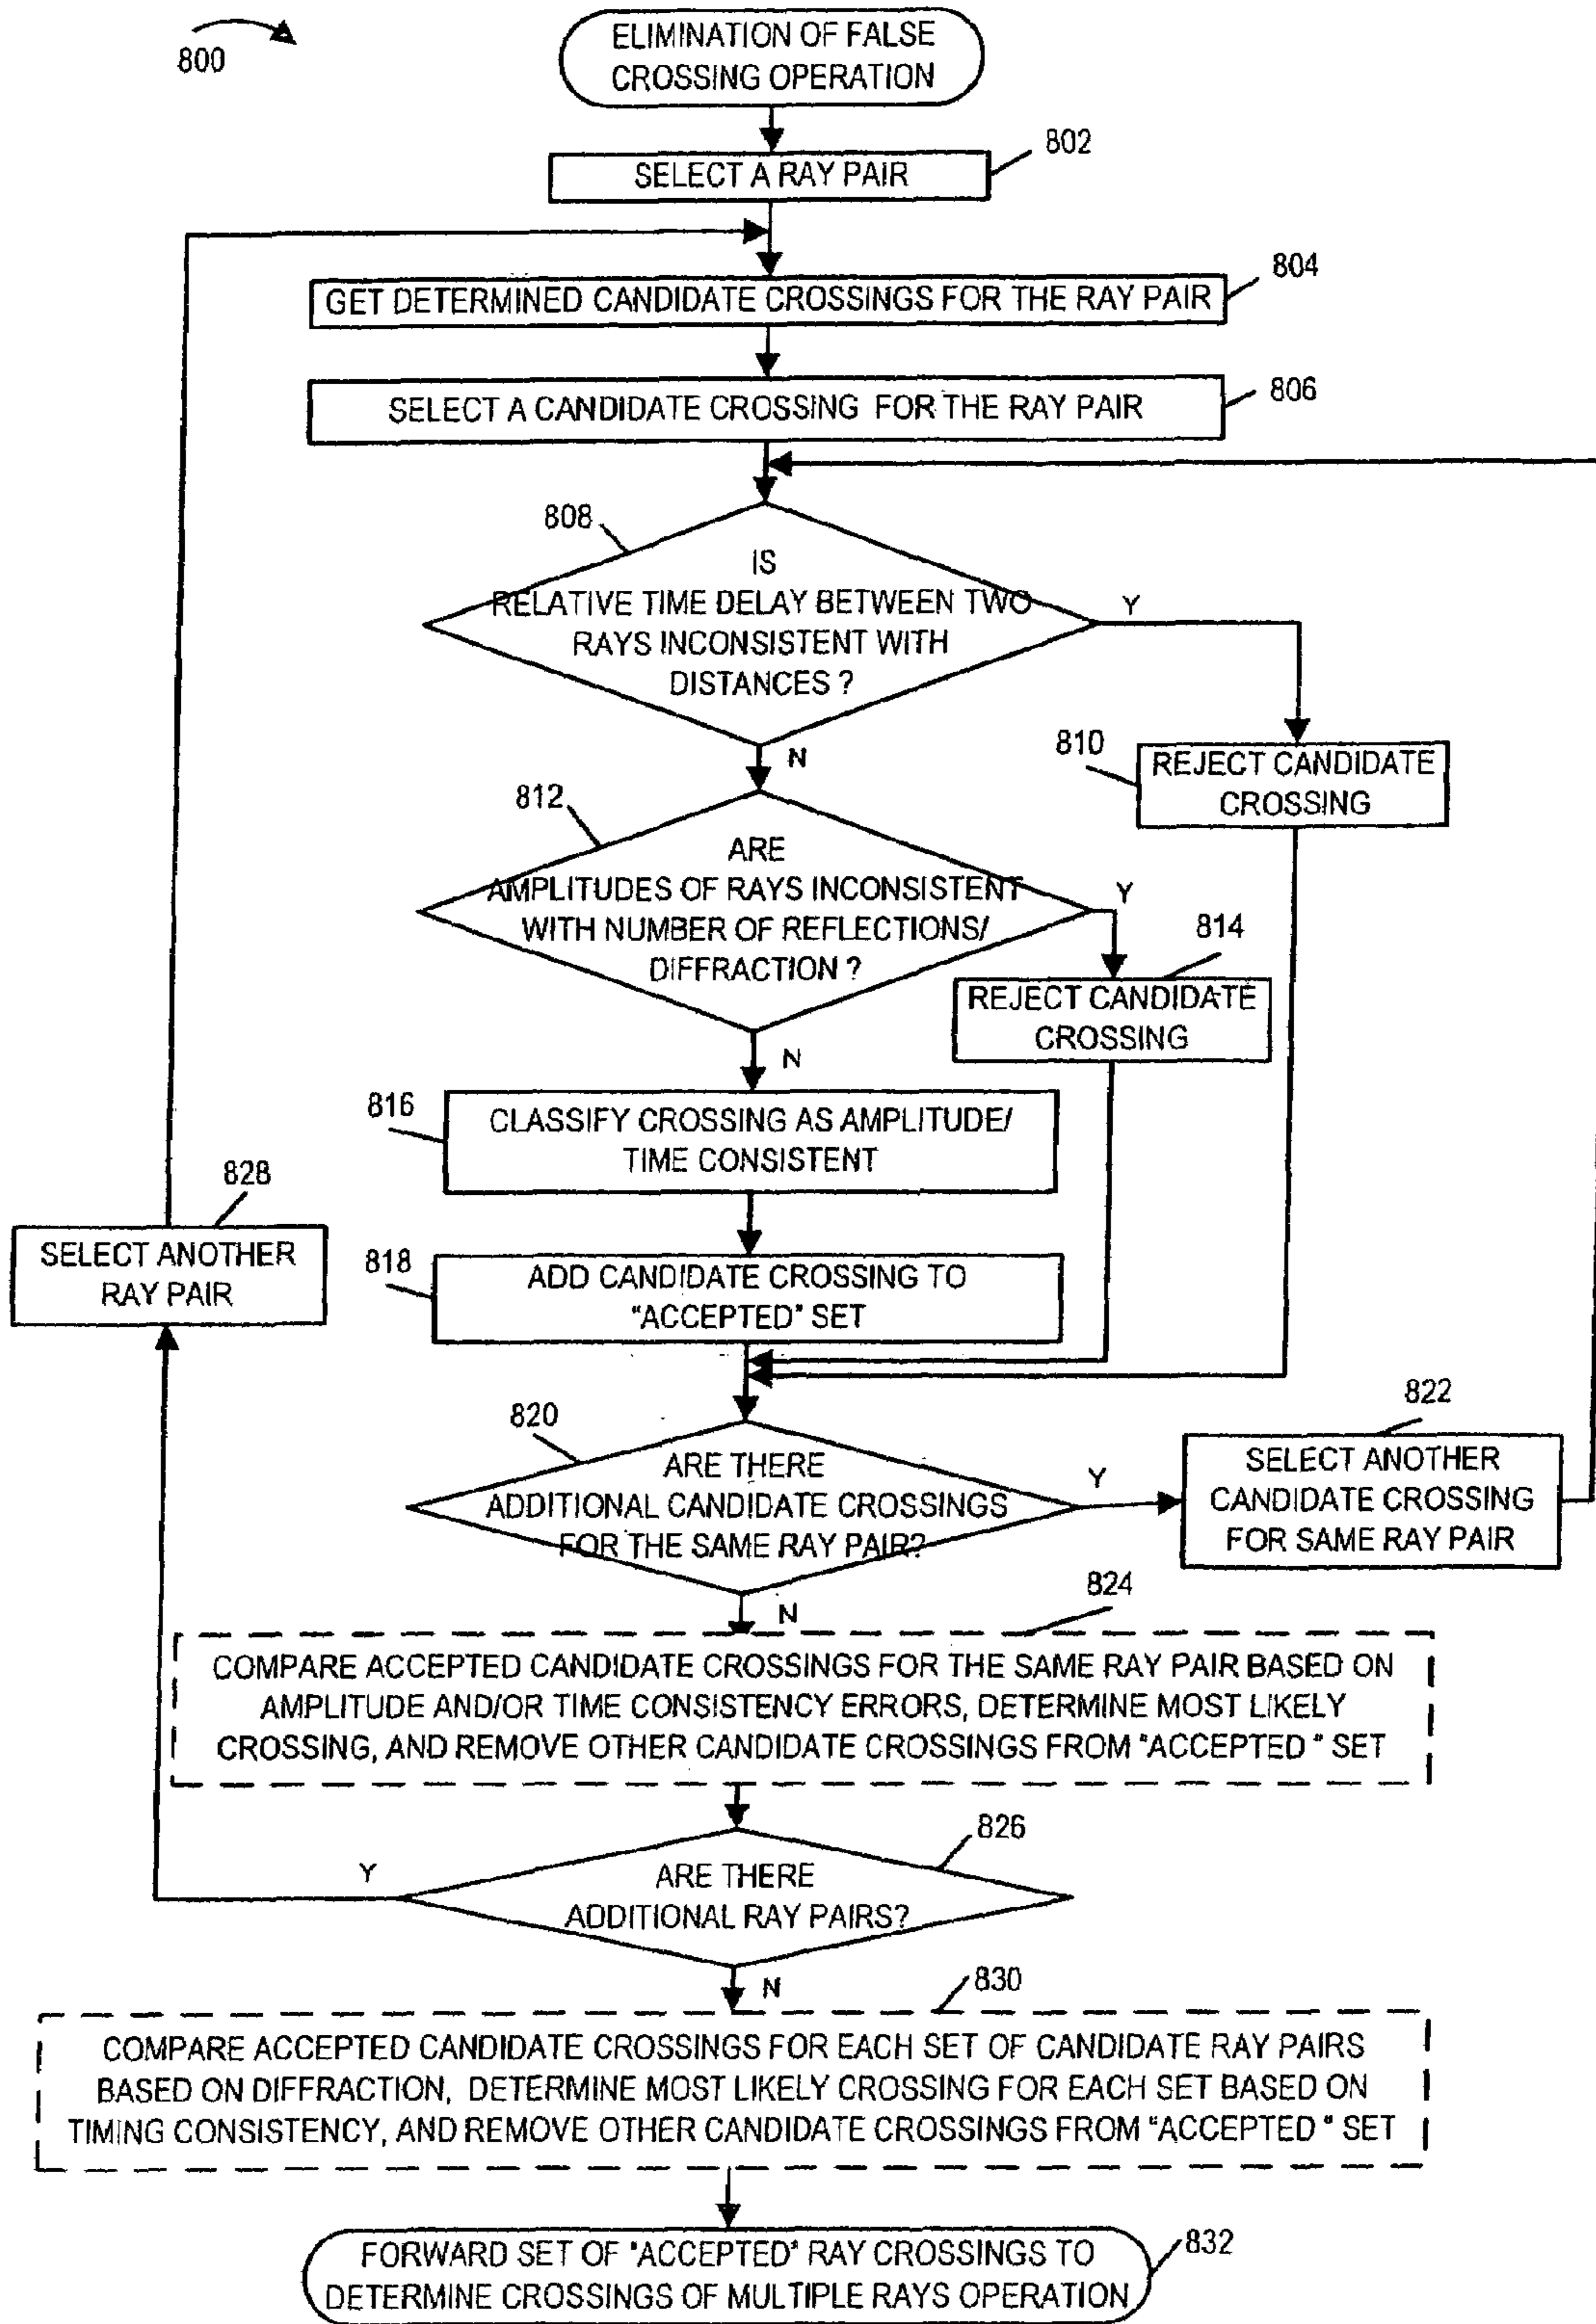 800
ELIMINATION OF FALSE
CROSSING OPERATION
802
SELECT A RAY PAIR
804
GET DETERMINED CANDIDATE CROSSINGS FOR THE RAY PAIR
806
SELECT A CANDIDATE CROSSING FOR THE RAY PAIR
808
IS
RELATIVE TIME DELAY BETWEEN TWO
RAYS INCONSISTENT WITH
DISTANCES ?
Y
N
810
REJECT CANDIDATE
CROSSING
812
ARE
AMPLITUDES OF RAYS INCONSISTENT
WITH NUMBER OF REFLECTIONS/
DIFFRACTION ?
Y
N
814
REJECT CANDIDATE
CROSSING
816
CLASSIFY CROSSING AS AMPLITUDE/
TIME CONSISTENT
828
SELECT ANOTHER
RAY PAIR
818
ADD CANDIDATE CROSSING TO
"ACCEPTED" SET
820
ARE THERE
ADDITIONAL CANDIDATE CROSSINGS
FOR THE SAME RAY PAIR?
Y
N
822
SELECT ANOTHER
CANDIDATE CROSSING
FOR SAME RAY PAIR
824
COMPARE ACCEPTED CANDIDATE CROSSINGS FOR THE SAME RAY PAIR BASED ON
AMPLITUDE AND/OR TIME CONSISTENCY ERRORS, DETERMINE MOST LIKELY
CROSSING, AND REMOVE OTHER CANDIDATE CROSSINGS FROM "ACCEPTED " SET
826
ARE THERE
ADDITIONAL RAY PAIRS?
Y
N
830
COMPARE ACCEPTED CANDIDATE CROSSINGS FOR EACH SET OF CANDIDATE RAY PAIRS
BASED ON DIFFRACTION, DETERMINE MOST LIKELY CROSSING FOR EACH SET BASED ON
TIMING CONSISTENCY, AND REMOVE OTHER CANDIDATE CROSSINGS FROM "ACCEPTED " SET
832
FORWARD SET OF "ACCEPTED" RAY CROSSINGS TO
DETERMINE CROSSINGS OF MULTIPLE RAYS OPERATION